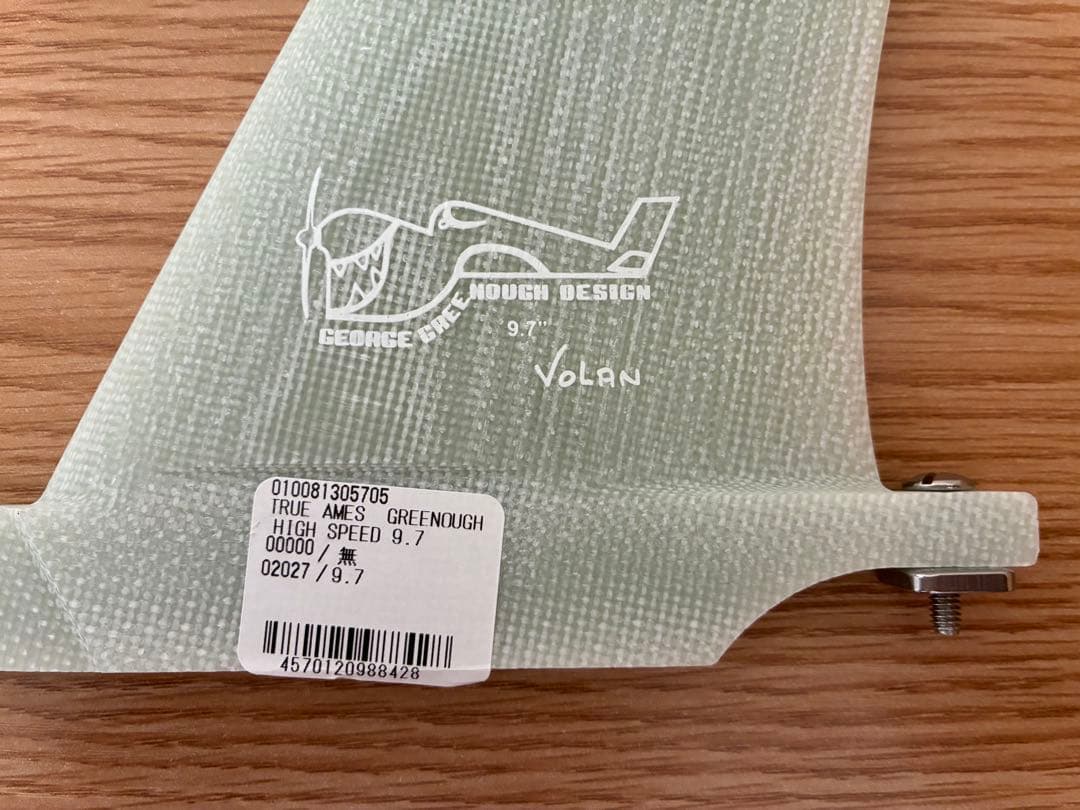 GEORGE GREENOUGH DESIGN
9.7"
VOLAN
010081305705
TRUE AMES GREENOUGH
HIGH SPEED 9.7
00000 / 無
02027 / 9.7
4570120988428